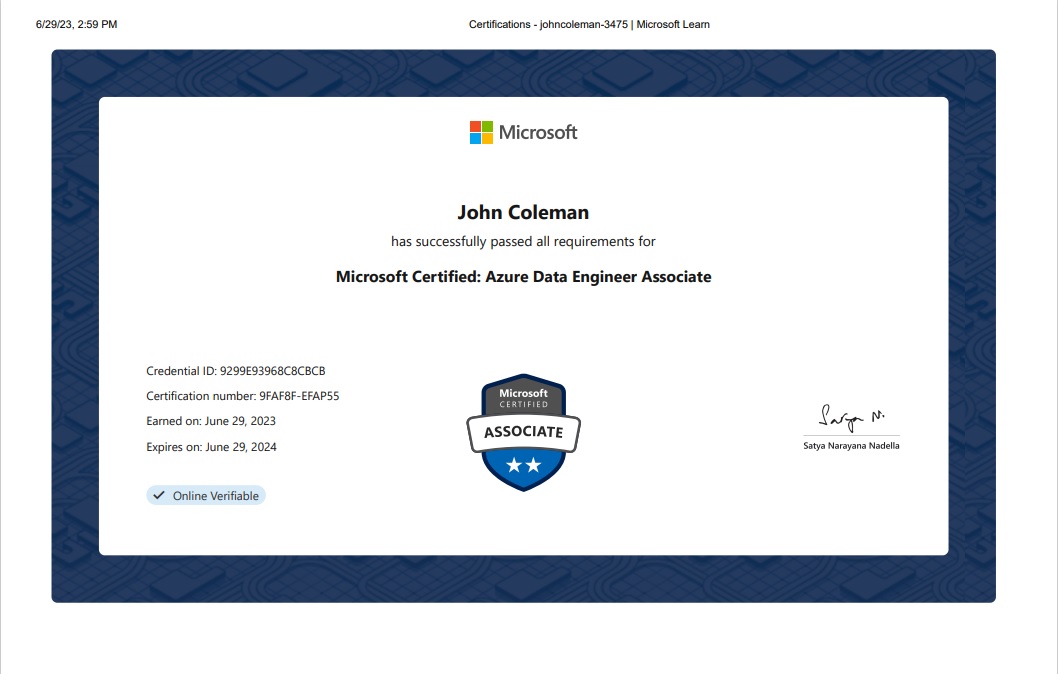 6/29/23, 2:59 PM
Certifications - johncoleman-3475 | Microsoft Learn
Microsoft
John Coleman
has successfully passed all requirements for
Microsoft Certified: Azure Data Engineer Associate
Credential ID: 9299E93968C8CBCB
Certification number: 9FAF8F-EFAP55
Earned on: June 29, 2023
Expires on: June 29, 2024
Online Verifiable
Microsoft
CERTIFIED
ASSOCIATE
Satya N.
Satya Narayana Nadella